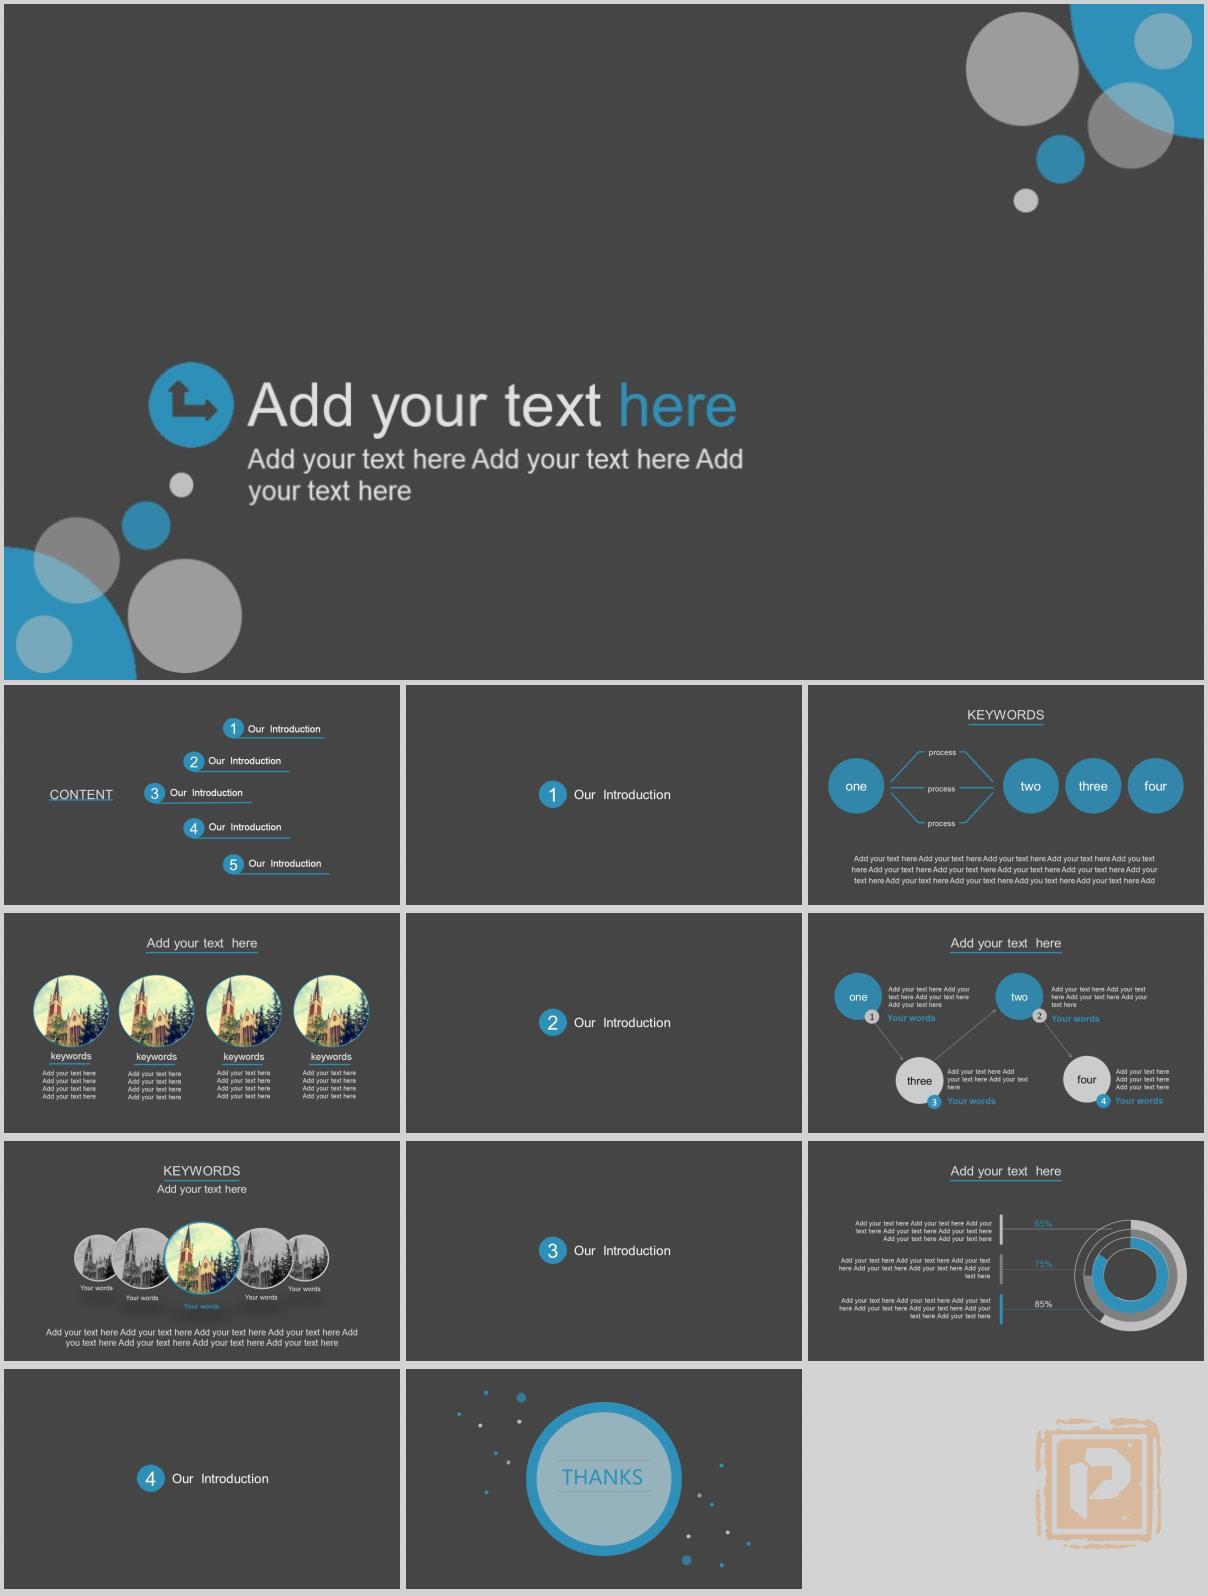 Add your text here
Add your text here Add your text here Add
your text here
CONTENT
1 Our Introduction
2 Our Introduction
3 Our Introduction
4 Our Introduction
5 Our Introduction
1 Our Introduction
KEYWORDS
one
process
process
process
two
three
four
Add your text here Add your text here Add your text here Add your text here Add you text
here Add your text here Add your text here Add your text here Add your text here Add your
text here Add your text here Add your text here Add you text here Add your text here Add
Add your text here
keywords
Add your text here
Add your text here
Add your text here
Add your text here
keywords
Add your text here
Add your text here
Add your text here
Add your text here
keywords
Add your text here
Add your text here
Add your text here
Add your text here
keywords
Add your text here
Add your text here
Add your text here
Add your text here
2 Our Introduction
Add your text here
one
1
Add your text here Add your
text here Add your text here
Add your text here
Your words
two
2
Add your text here Add your text
here Add your text here Add your
text here
Your words
three
3
Add your text here Add
your text here Add your text
here
Your words
four
4
Add your text here
Add your text here
Add your text here
Your words
KEYWORDS
Add your text here
Your words
Your words
Your words
Your words
Your words
Add your text here Add your text here Add your text here Add your text here Add
you text here Add your text here Add your text here Add your text here
3 Our Introduction
Add your text here
Add your text here Add your text here Add your
text here Add your text here Add your text here
Add your text here Add your text here
65%
Add your text here Add your text here Add your text
here Add your text here Add your text here Add your
text here
75%
Add your text here Add your text here Add your text
here Add your text here Add your text here Add your
text here Add your text here
85%
4 Our Introduction
THANKS
P